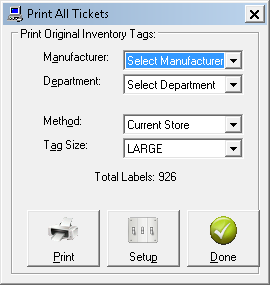 Print All Tickets
Print Original Inventory Tags:
Manufacturer: Select Manufacturer
Department: Select Department
Method: Current Store
Tag Size: LARGE
Total Labels: 926
Print Setup Done